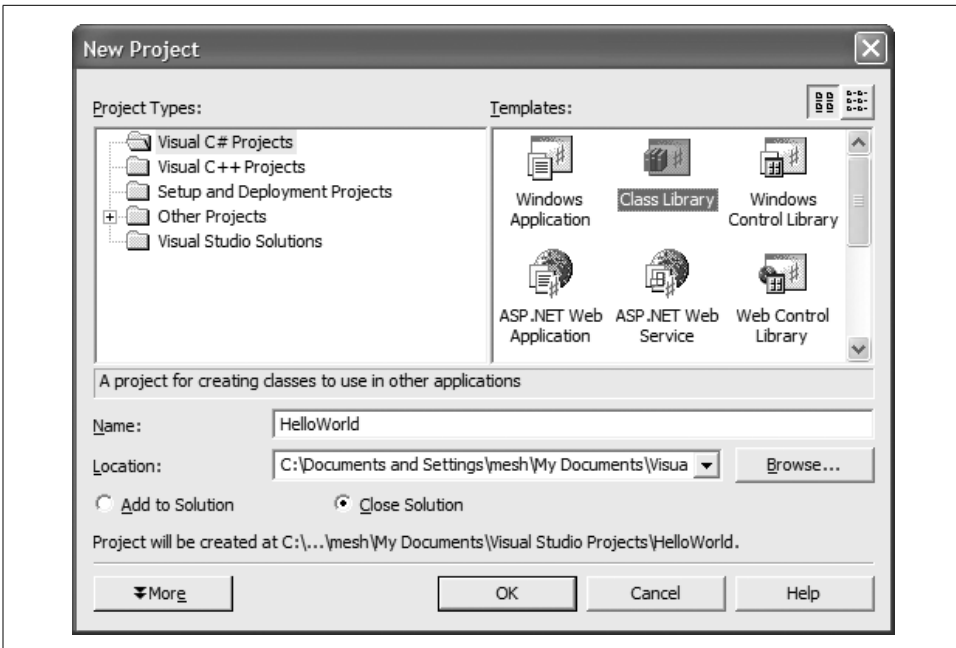 New Project
Project Types:
Templates:
Visual C# Projects
Visual C++ Projects
Setup and Deployment Projects
Other Projects
Visual Studio Solutions
Windows
Application
Class Library
Windows
Control Library
ASP.NET Web
Application
ASP.NET Web
Service
Web Control
Library
A project for creating classes to use in other applications
Name:
HelloWorld
Location:
C:\Documents and Settings\mesh\My Documents\Visua
Browse...
Add to Solution
Close Solution
Project will be created at C:\...\mesh\My Documents\Visual Studio Projects\HelloWorld.
More
OK
Cancel
Help